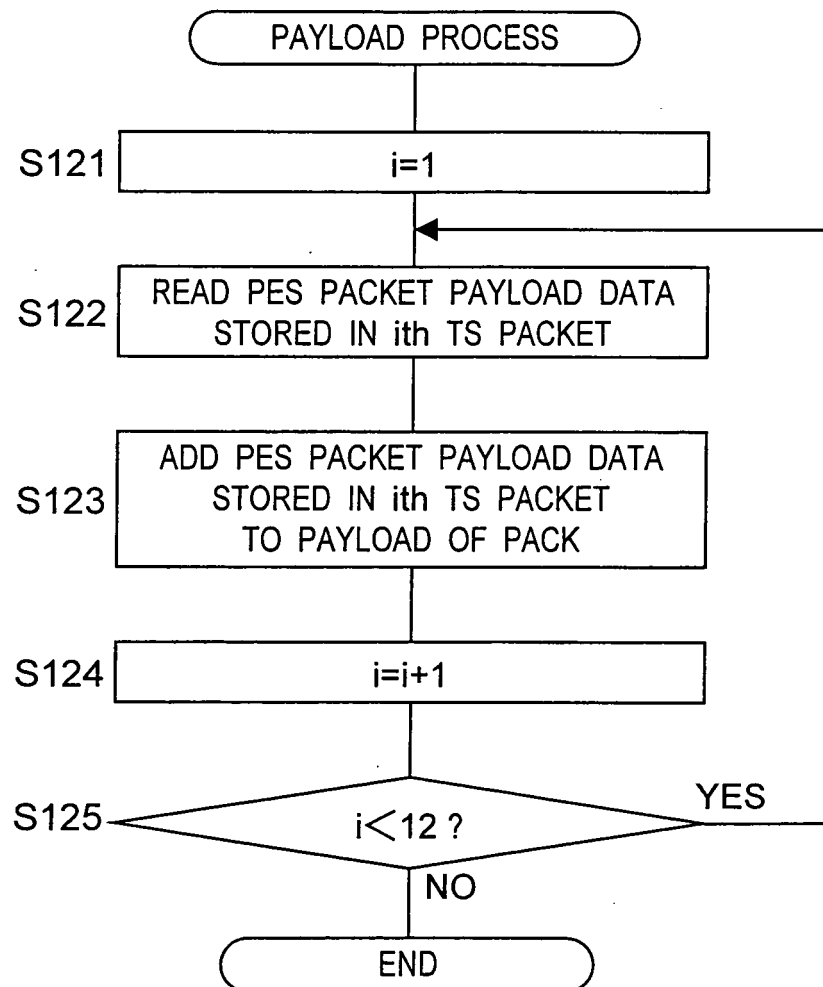 PAYLOAD PROCESS
S121
i=1
S122
READ PES PACKET PAYLOAD DATA
STORED IN ith TS PACKET
S123
ADD PES PACKET PAYLOAD DATA
STORED IN ith TS PACKET
TO PAYLOAD OF PACK
S124
i=i+1
S125
i<12 ?
YES
NO
END